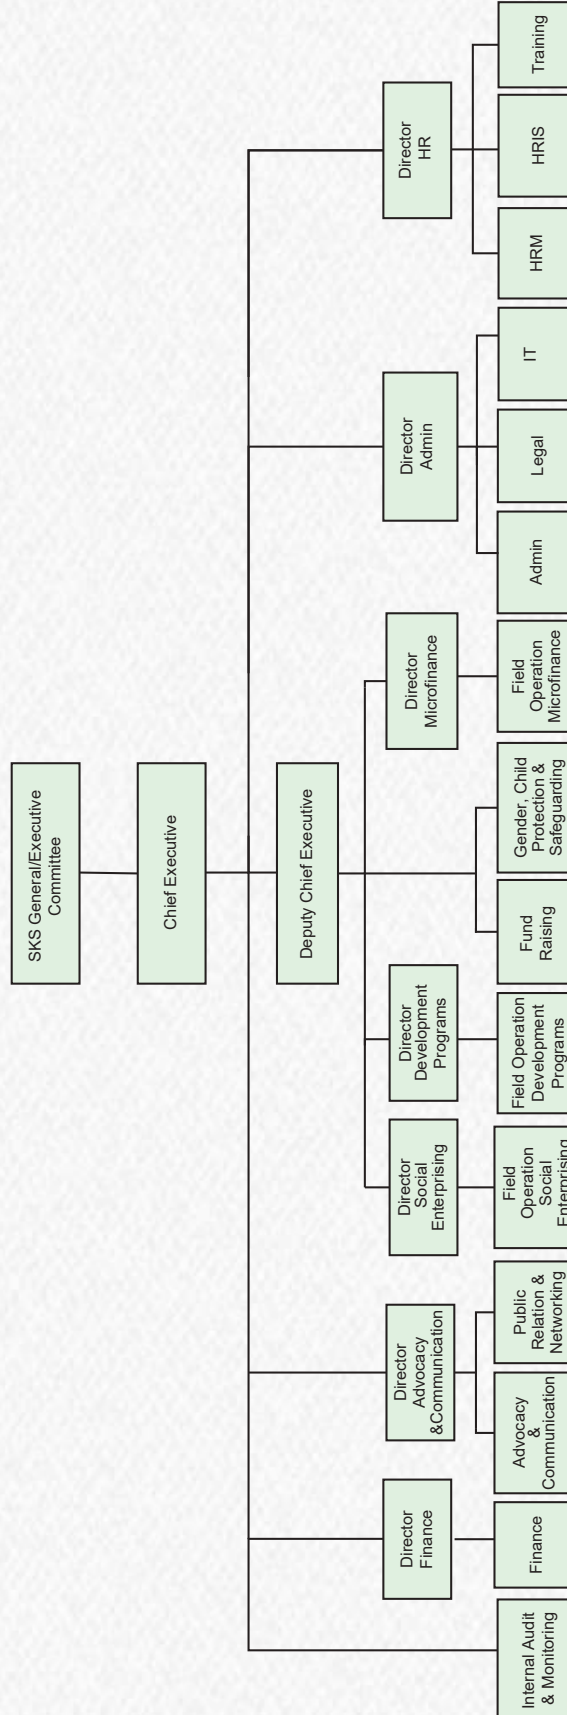 SKS General/Executive
Committee
Chief Executive
Deputy Chief Executive
Director
Finance
Director
Advocacy
&Communication
Director
Social
Enterprising
Director
Development
Programs
Director
Microfinance
Director
Admin
Director
HR
Internal Audit
& Monitoring
Finance
Advocacy
&
Communication
Public
Relation &
Networking
Field
Operation
Social
Enterprising
Field Operation
Development
Programs
Fund
Raising
Gender, Child
Protection &
Safeguarding
Field
Operation
Microfinance
Admin
Legal
IT
HRM
HRIS
Training